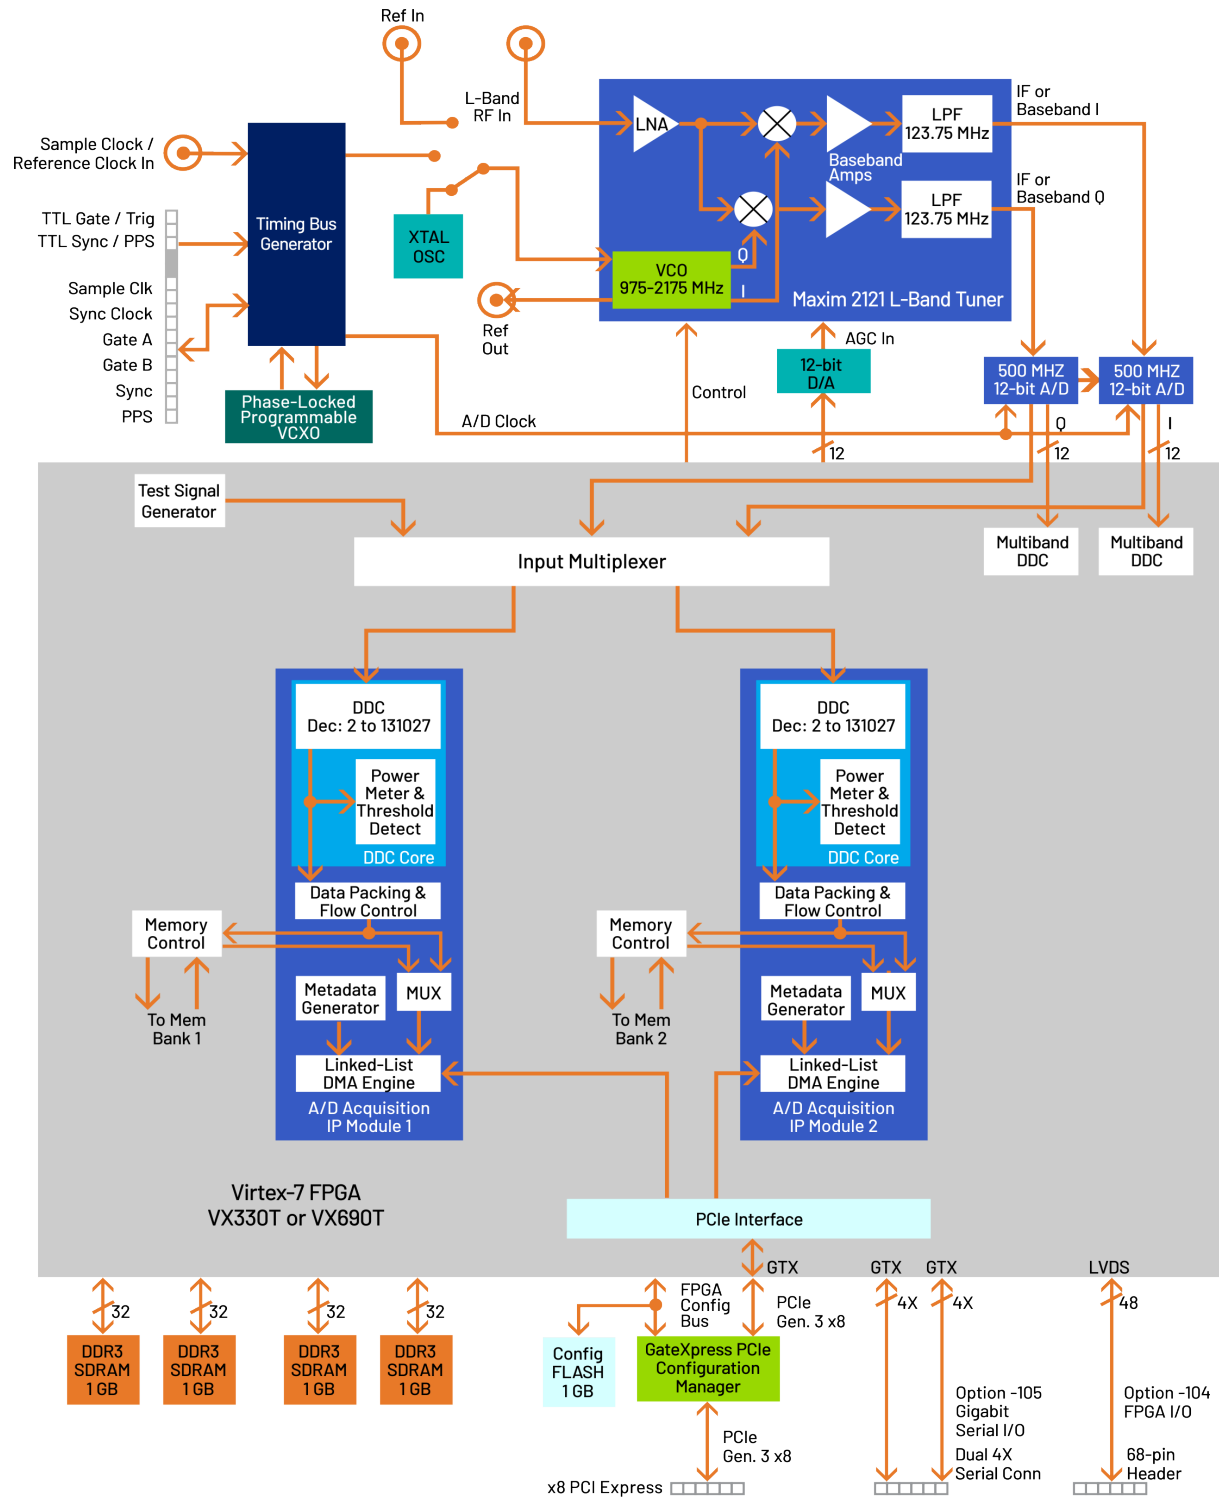 Ref In
L-Band
RF In
Sample Clock /
Reference Clock In
TTL Gate / Trig
TTL Sync / PPS
Sample Clk
Sync Clock
Gate A
Gate B
Sync
PPS
Timing Bus
Generator
XTAL
OSC
Phase-Locked
Programmable
VCXO
Ref
Out
LNA
Baseband
Amps
LPF
123.75 MHz
LPF
123.75 MHz
VCO
975-2175 MHz
Q
I
Maxim 2121 L-Band Tuner
IF or
Baseband I
IF or
Baseband Q
Control
AGC In
12-bit
D/A
12
A/D Clock
500 MHZ
12-bit A/D
500 MHZ
12-bit A/D
Q
12
I
12
Test Signal
Generator
Input Multiplexer
Multiband
DDC
Multiband
DDC
DDC
Dec: 2 to 131027
Power
Meter &
Threshold
Detect
DDC Core
Data Packing &
Flow Control
Memory
Control
To Mem
Bank 1
Metadata
Generator
MUX
Linked-List
DMA Engine
A/D Acquisition
IP Module 1
DDC
Dec: 2 to 131027
Power
Meter &
Threshold
Detect
DDC Core
Data Packing &
Flow Control
Memory
Control
To Mem
Bank 2
Metadata
Generator
MUX
Linked-List
DMA Engine
A/D Acquisition
IP Module 2
Virtex-7 FPGA
VX330T or VX690T
PCIe Interface
GTX
GTX
GTX
LVDS
32
32
32
32
DDR3
SDRAM
1 GB
DDR3
SDRAM
1 GB
DDR3
SDRAM
1 GB
DDR3
SDRAM
1 GB
FPGA
Config
Bus
PCIe
Gen. 3 x8
4X
4X
48
Config
FLASH
1 GB
GateXpress PCIe
Configuration
Manager
PCIe
Gen. 3 x8
x8 PCI Express
Option -105
Gigabit
Serial I/O
Dual 4X
Serial Conn
Option -104
FPGA I/O
68-pin
Header